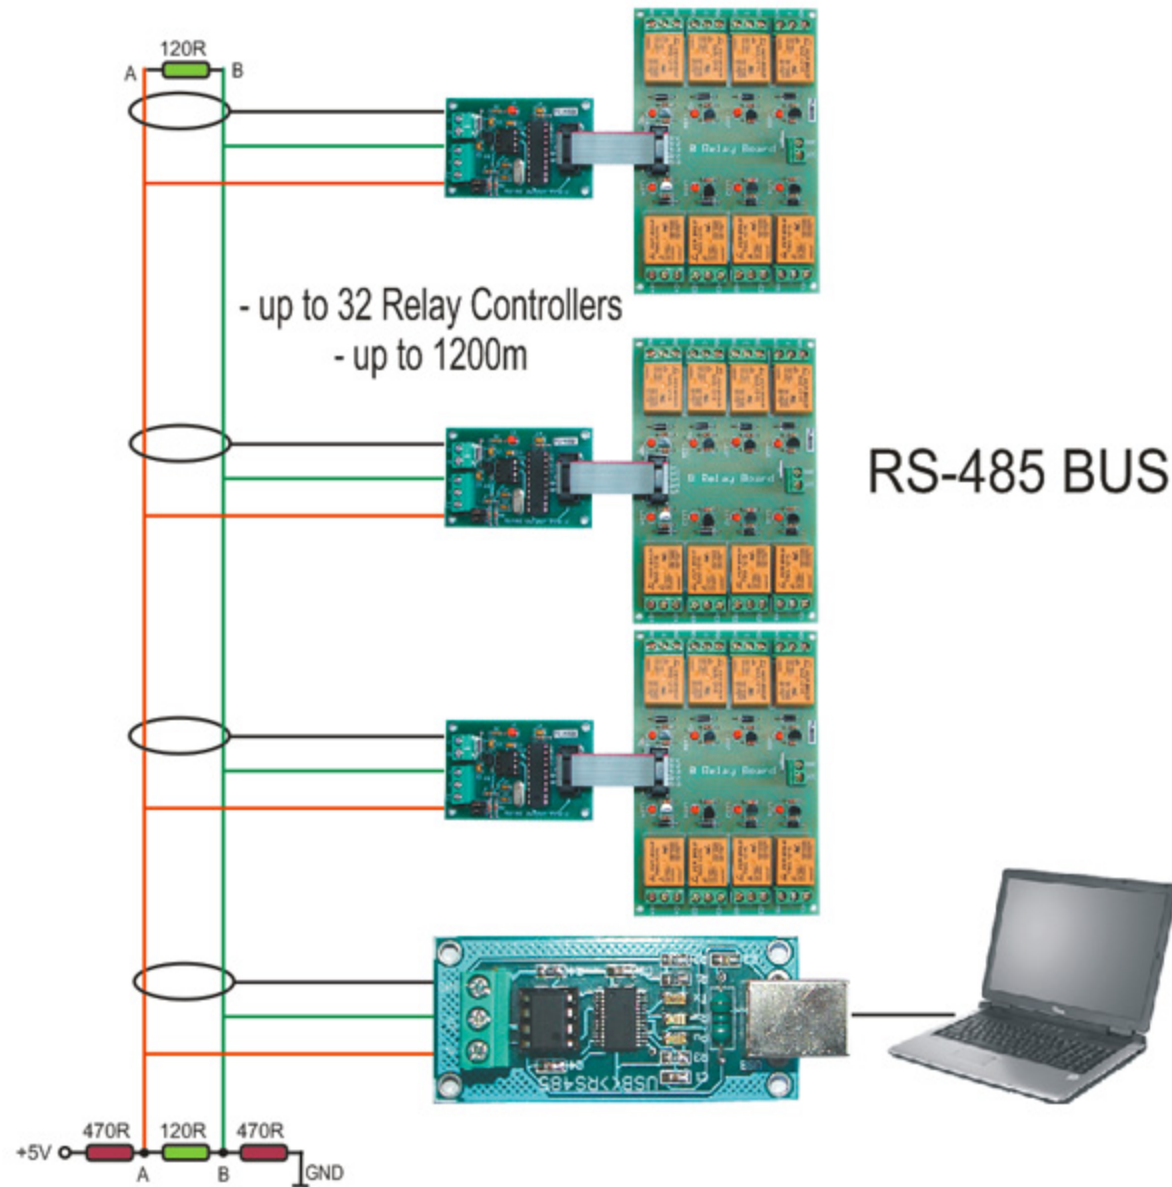 120R
A B
8 Relay Board
- up to 32 Relay Controllers
- up to 1200m
8 Relay Board
RS-485 BUS
8 Relay Board
USB<>RS485
470R 120R 470R
+5V
A B GND